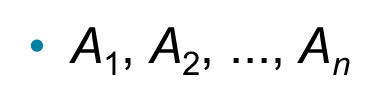 • A₁, A₂, ..., Aₙ